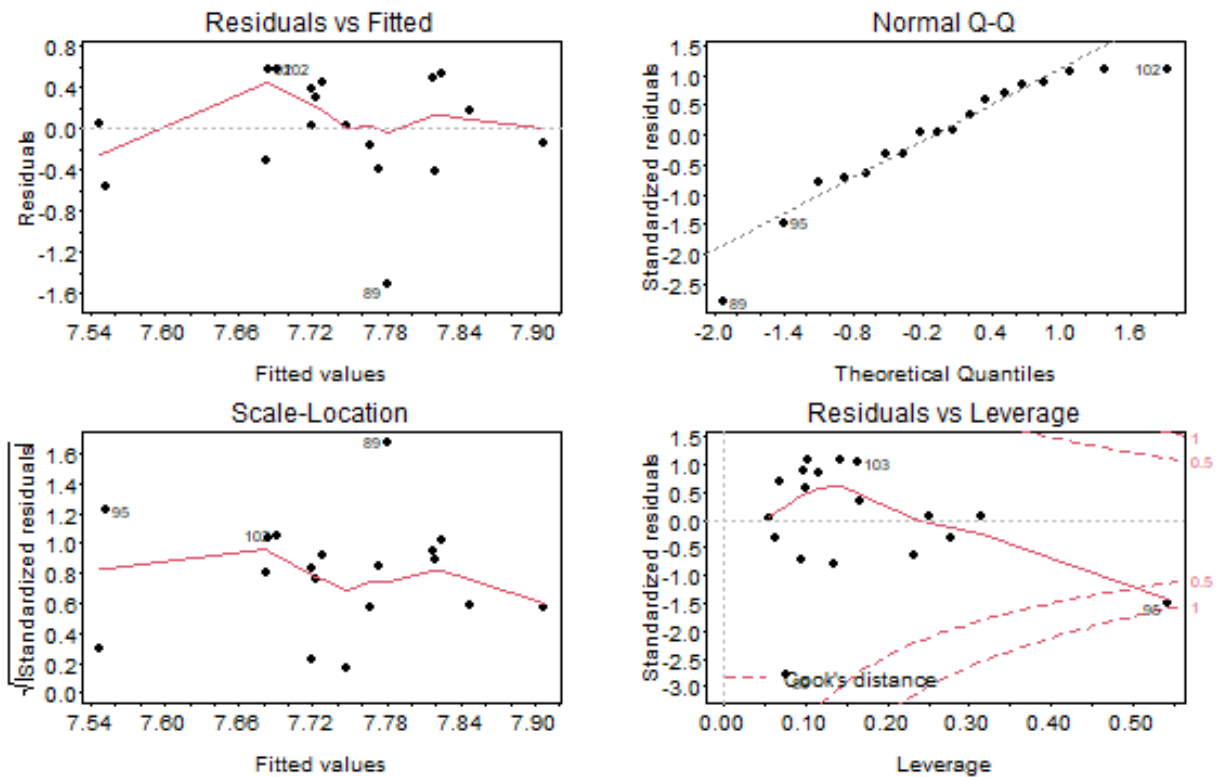 Residuals vs Fitted
Residuals
0.8
0.4
0.0
-0.4
-0.8
-1.2
-1.6
102
89
7.54 7.60 7.66 7.72 7.78 7.84 7.90
Fitted values
Normal Q-Q
Standardized residuals
1.5
1.0
0.5
0.0
-0.5
-1.0
-1.5
-2.0
-2.5
102
95
89
-2.0 -1.4 -0.8 -0.2 0.4 1.0 1.6
Theoretical Quantiles
Scale-Location
√|Standardized residuals|
1.6
1.4
1.2
1.0
0.8
0.6
0.4
0.2
0.0
89
95
7.54 7.60 7.66 7.72 7.78 7.84 7.90
Fitted values
Residuals vs Leverage
Standardized residuals
1.5
1.0
0.5
0.0
-0.5
-1.0
-1.5
-2.0
-2.5
-3.0
1
0.5
103
0.5
95
1
Cook's distance
0.00 0.10 0.20 0.30 0.40 0.50
Leverage